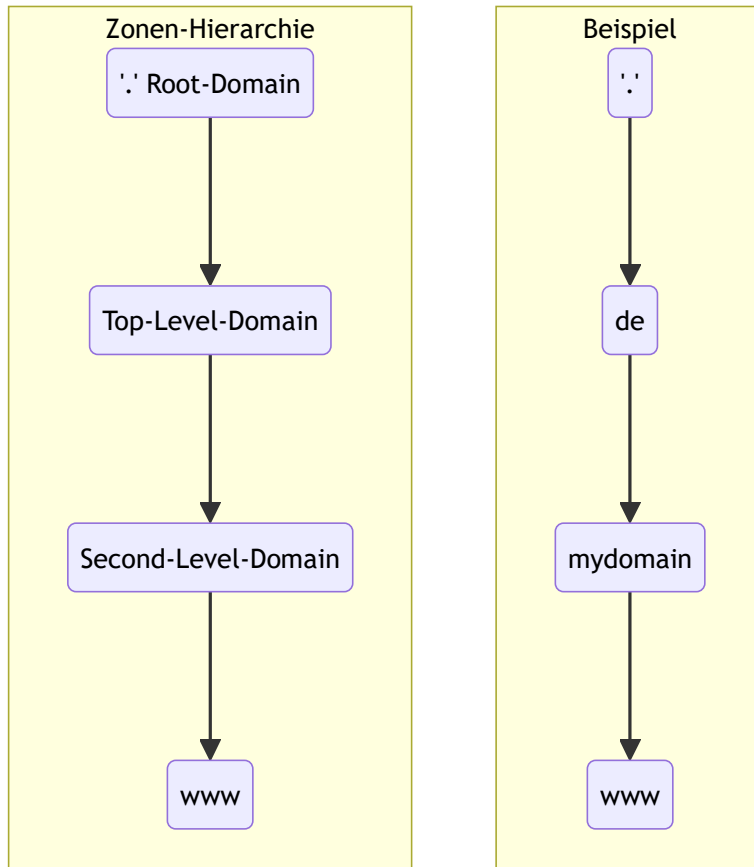 Zonen-Hierarchie
'.' Root-Domain
Top-Level-Domain
Second-Level-Domain
www
Beispiel
'.'
de
mydomain
www